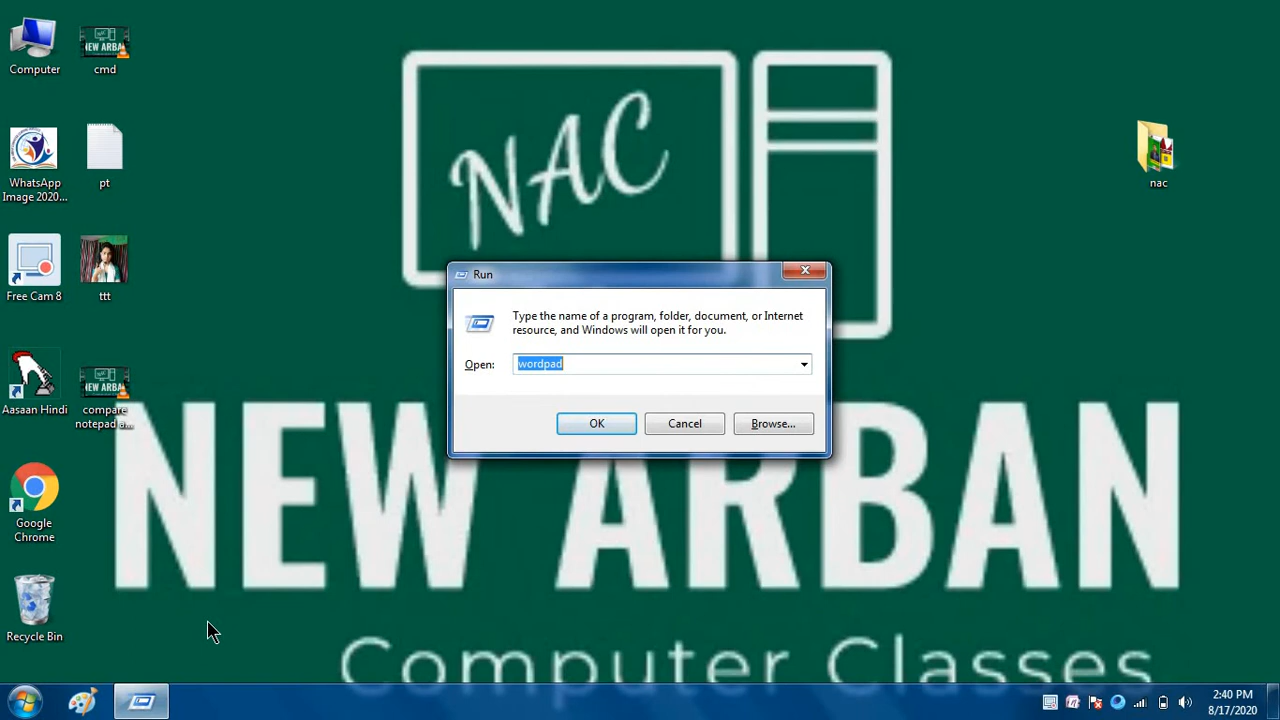 Computer
cmd
WhatsApp
Image 2020...
pt
Free Cam 8
ttt
Aasaan Hindi
compare
notepad a...
Google
Chrome
Recycle Bin
nac
NAC
NEW ARBAN
Computer Classes
Run
Type the name of a program, folder, document, or Internet
resource, and Windows will open it for you.
Open:
wordpad
OK
Cancel
Browse...
2:40 PM
8/17/2020